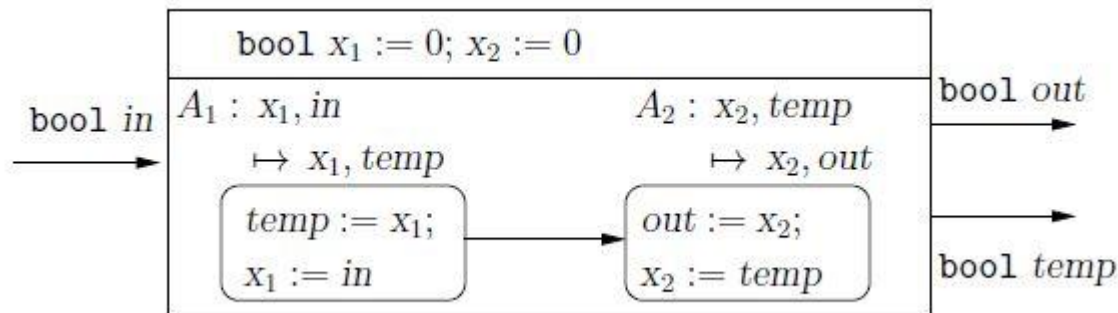 bool x₁ := 0; x₂ := 0
bool in
A₁ : x₁, in
↦ x₁, temp
temp := x₁;
x₁ := in
A₂ : x₂, temp
↦ x₂, out
out := x₂;
x₂ := temp
bool out
bool temp